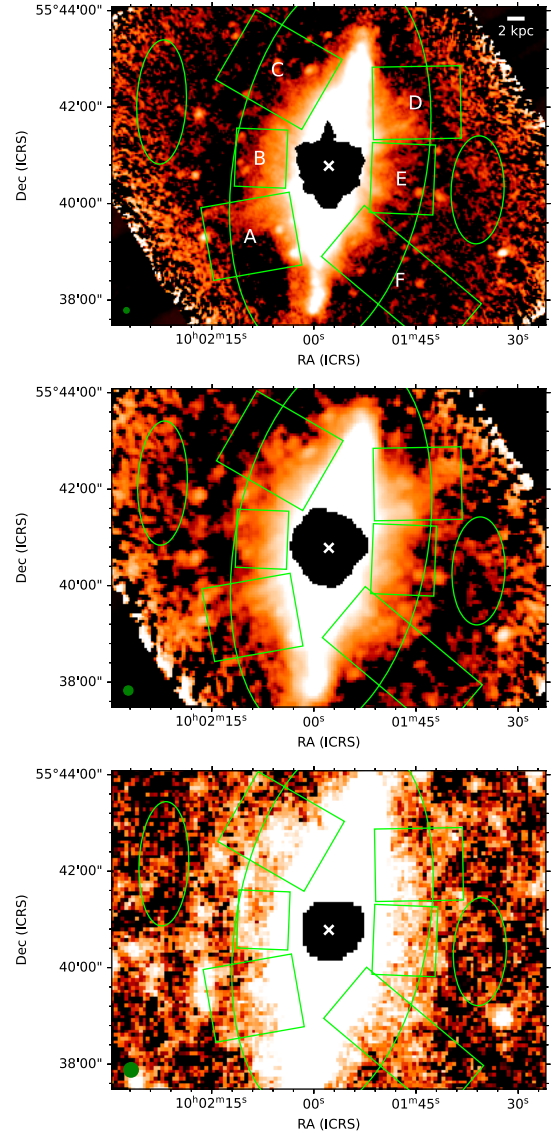 55°44'00"
2 kpc
C
D
42'00"
B
E
Dec (ICRS)
40'00"
A
F
38'00"
10ʰ02ᵐ15ˢ 00ˢ 01ᵐ45ˢ 30ˢ
RA (ICRS)
55°44'00"
42'00"
Dec (ICRS)
40'00"
38'00"
10ʰ02ᵐ15ˢ 00ˢ 01ᵐ45ˢ 30ˢ
RA (ICRS)
55°44'00"
42'00"
Dec (ICRS)
40'00"
38'00"
10ʰ02ᵐ15ˢ 00ˢ 01ᵐ45ˢ 30ˢ
RA (ICRS)